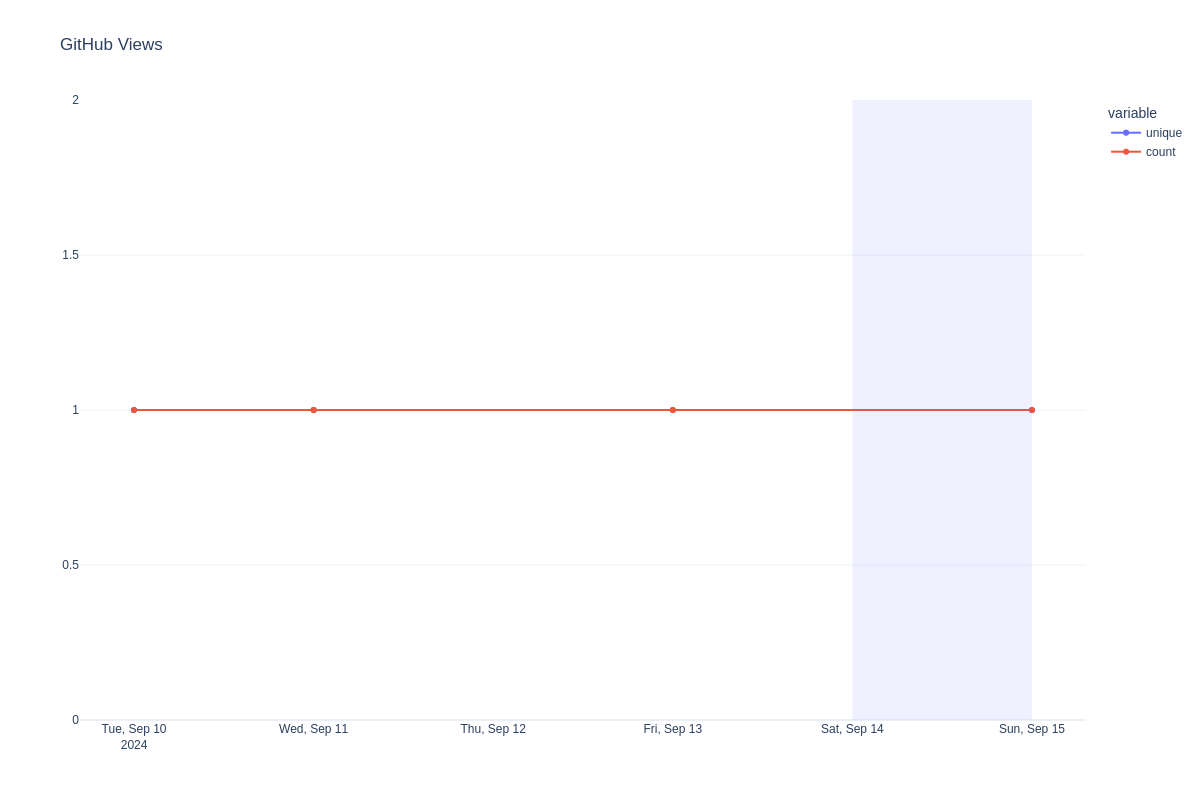 GitHub Views
2
1.5
1
0.5
0
Tue, Sep 10
2024
Wed, Sep 11
Thu, Sep 12
Fri, Sep 13
Sat, Sep 14
Sun, Sep 15
variable
unique
count